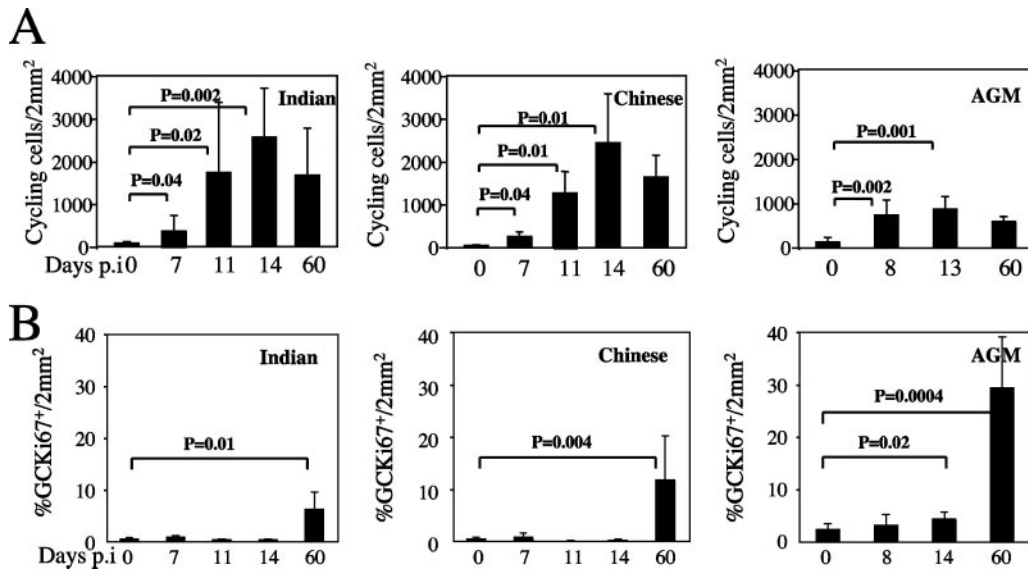 A
Cycling cells/2mm²
4000
3000
2000
1000
0
Indian
P=0.002
P=0.02
P=0.04
Days p.i 0 7 11 14 60
Cycling cells/2mm²
4000
3000
2000
1000
0
Chinese
P=0.01
P=0.01
P=0.04
0 7 11 14 60
Cycling cells/2mm²
4000
3000
2000
1000
0
AGM
P=0.001
P=0.002
0 8 13 60
B
%GCKi67⁺/2mm²
40
30
20
10
0
Indian
P=0.01
Days p.i 0 7 11 14 60
%GCKi67⁺/2mm²
40
30
20
10
0
Chinese
P=0.004
0 7 11 14 60
%GCKi67⁺/2mm²
40
30
20
10
0
AGM
P=0.0004
P=0.02
0 8 14 60